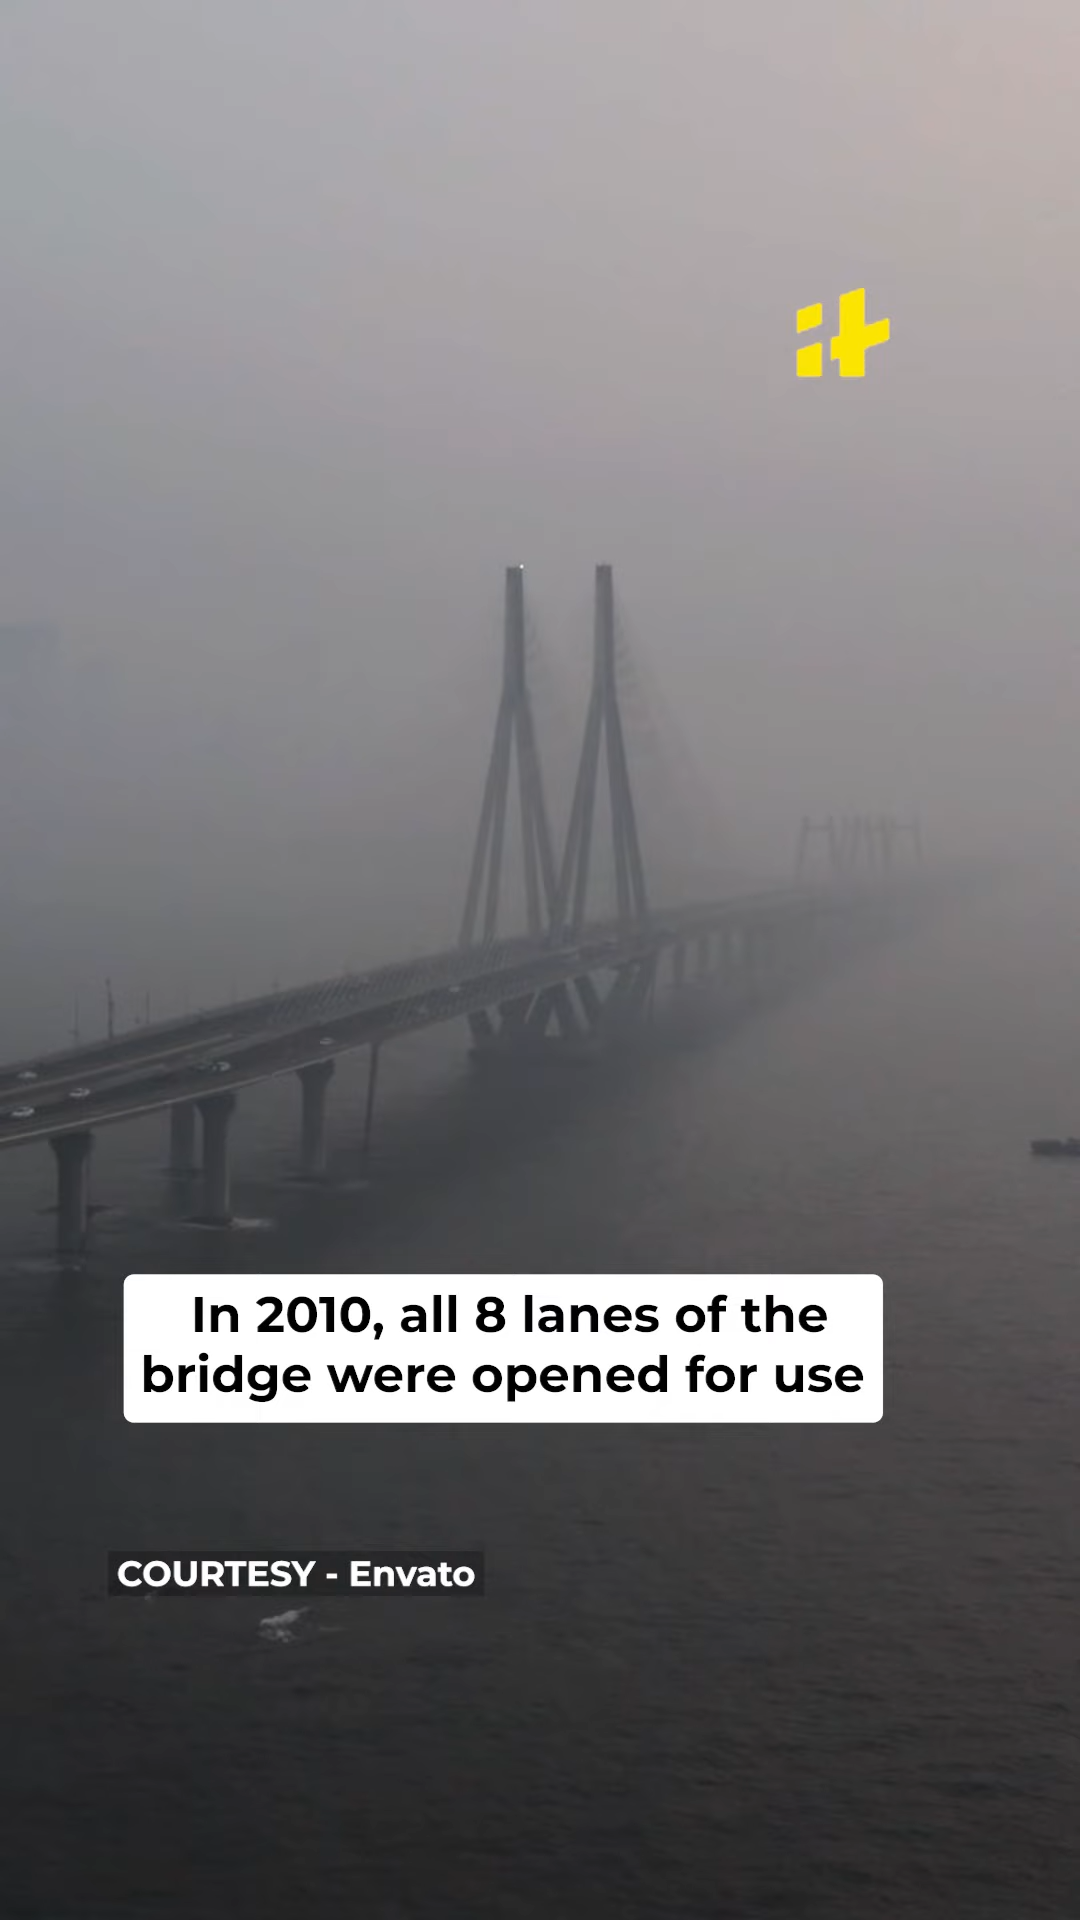 In 2010, all 8 lanes of the
bridge were opened for use
COURTESY - Envato